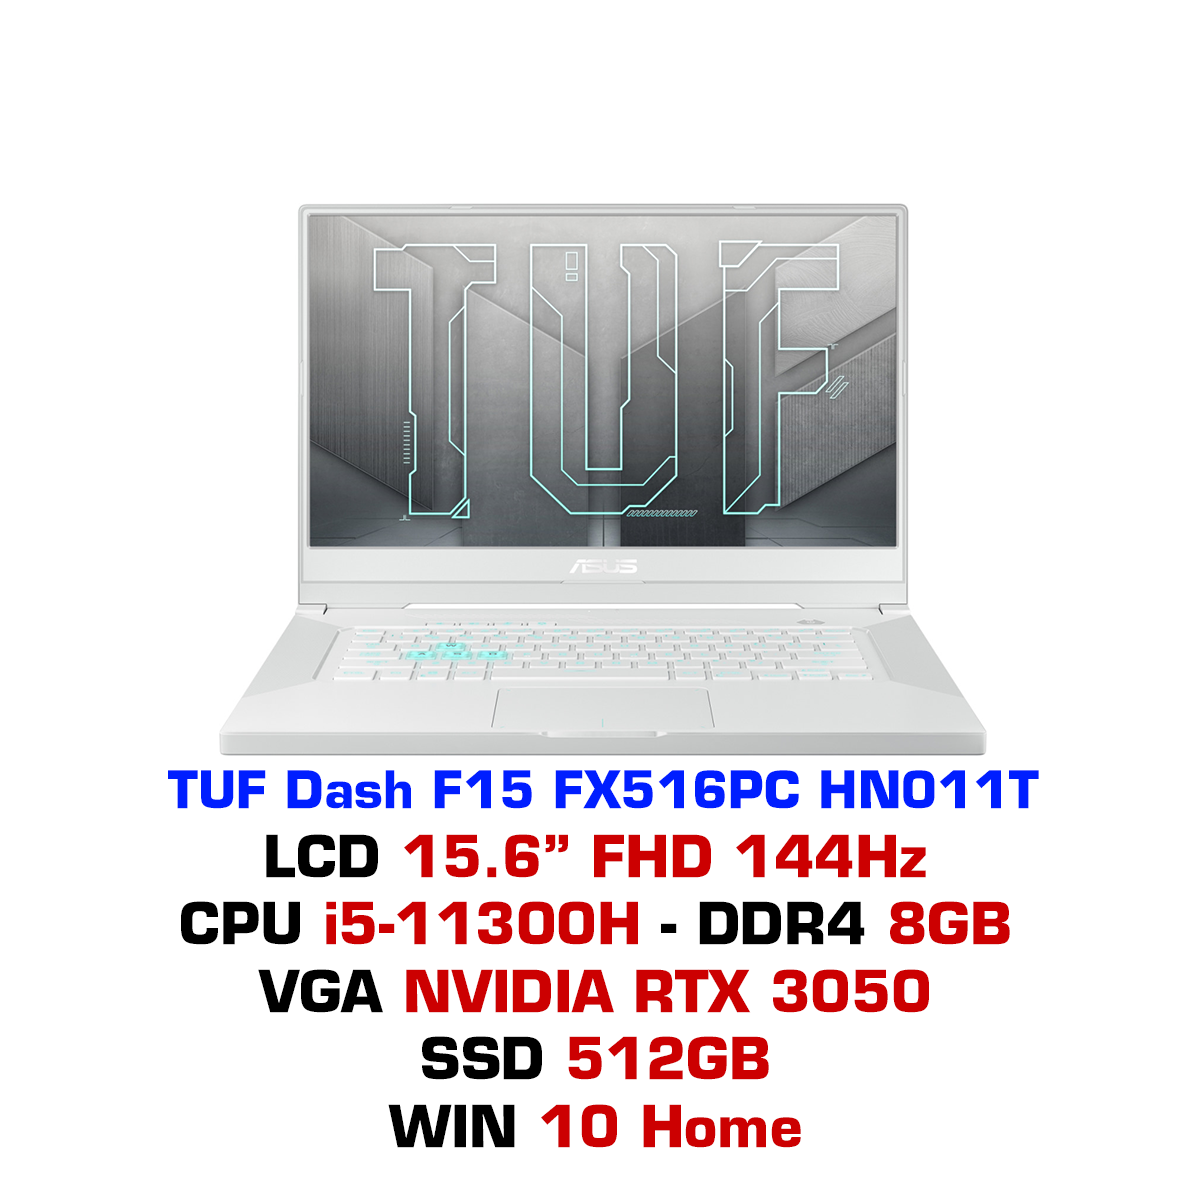 TUF
ASUS
TUF Dash F15 FX516PC HN011T
LCD 15.6” FHD 144Hz
CPU i5-11300H - DDR4 8GB
VGA NVIDIA RTX 3050
SSD 512GB
WIN 10 Home